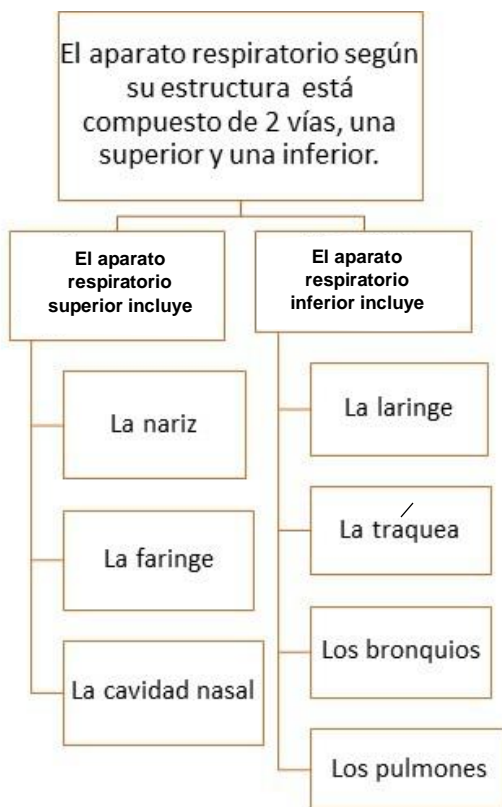 El aparato respiratorio según
su estructura está
compuesto de 2 vías, una
superior y una inferior.
El aparato
respiratorio
superior incluye
La nariz
La faringe
La cavidad nasal
El aparato
respiratorio
inferior incluye
La laringe
La tráquea
Los bronquios
Los pulmones